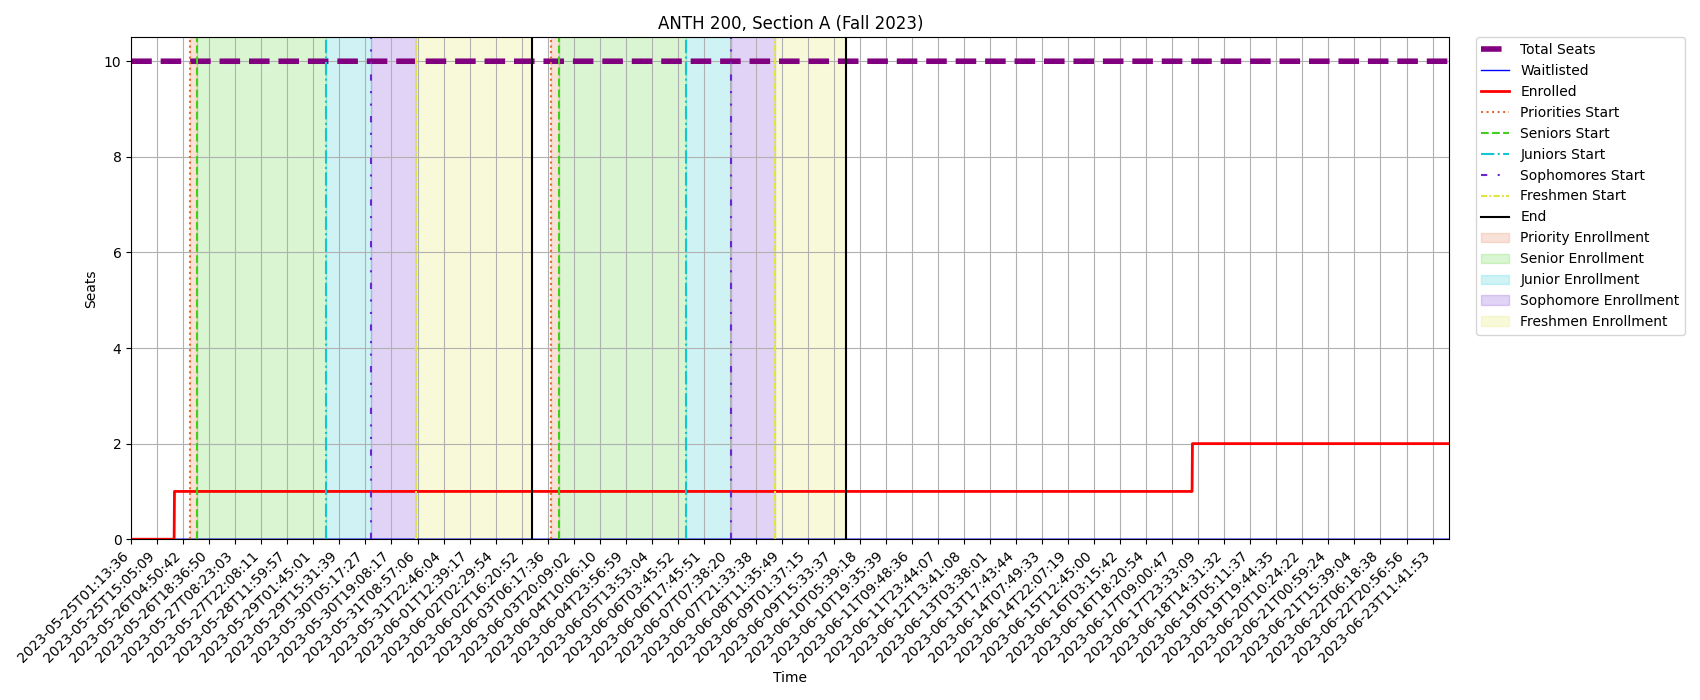 ANTH 200, Section A (Fall 2023)
Seats
10
8
6
4
2
0
2023-05-25T01:13:36
2023-05-25T15:05:09
2023-05-26T04:50:42
2023-05-26T18:36:50
2023-05-27T08:23:03
2023-05-27T22:08:11
2023-05-28T11:59:57
2023-05-29T01:45:01
2023-05-29T15:31:39
2023-05-30T05:17:27
2023-05-30T19:08:17
2023-05-31T08:57:06
2023-05-31T22:46:04
2023-06-01T12:39:17
2023-06-02T02:29:54
2023-06-02T16:20:52
2023-06-03T06:17:36
2023-06-03T20:09:02
2023-06-04T10:06:10
2023-06-04T23:56:59
2023-06-05T13:53:04
2023-06-06T03:45:52
2023-06-06T17:45:51
2023-06-07T07:38:20
2023-06-07T21:33:38
2023-06-08T11:35:49
2023-06-09T01:37:15
2023-06-09T15:33:37
2023-06-10T05:39:18
2023-06-10T19:35:39
2023-06-11T09:48:36
2023-06-11T23:44:07
2023-06-12T13:41:08
2023-06-13T03:38:01
2023-06-13T17:43:44
2023-06-14T07:49:33
2023-06-14T22:07:19
2023-06-15T12:45:00
2023-06-16T03:15:42
2023-06-16T18:20:54
2023-06-17T09:00:47
2023-06-17T23:33:09
2023-06-18T14:31:32
2023-06-19T05:11:37
2023-06-19T19:44:35
2023-06-20T10:24:22
2023-06-21T00:59:24
2023-06-21T15:39:04
2023-06-22T06:18:38
2023-06-22T20:56:56
2023-06-23T11:41:53
Time
Total Seats
Waitlisted
Enrolled
Priorities Start
Seniors Start
Juniors Start
Sophomores Start
Freshmen Start
End
Priority Enrollment
Senior Enrollment
Junior Enrollment
Sophomore Enrollment
Freshmen Enrollment